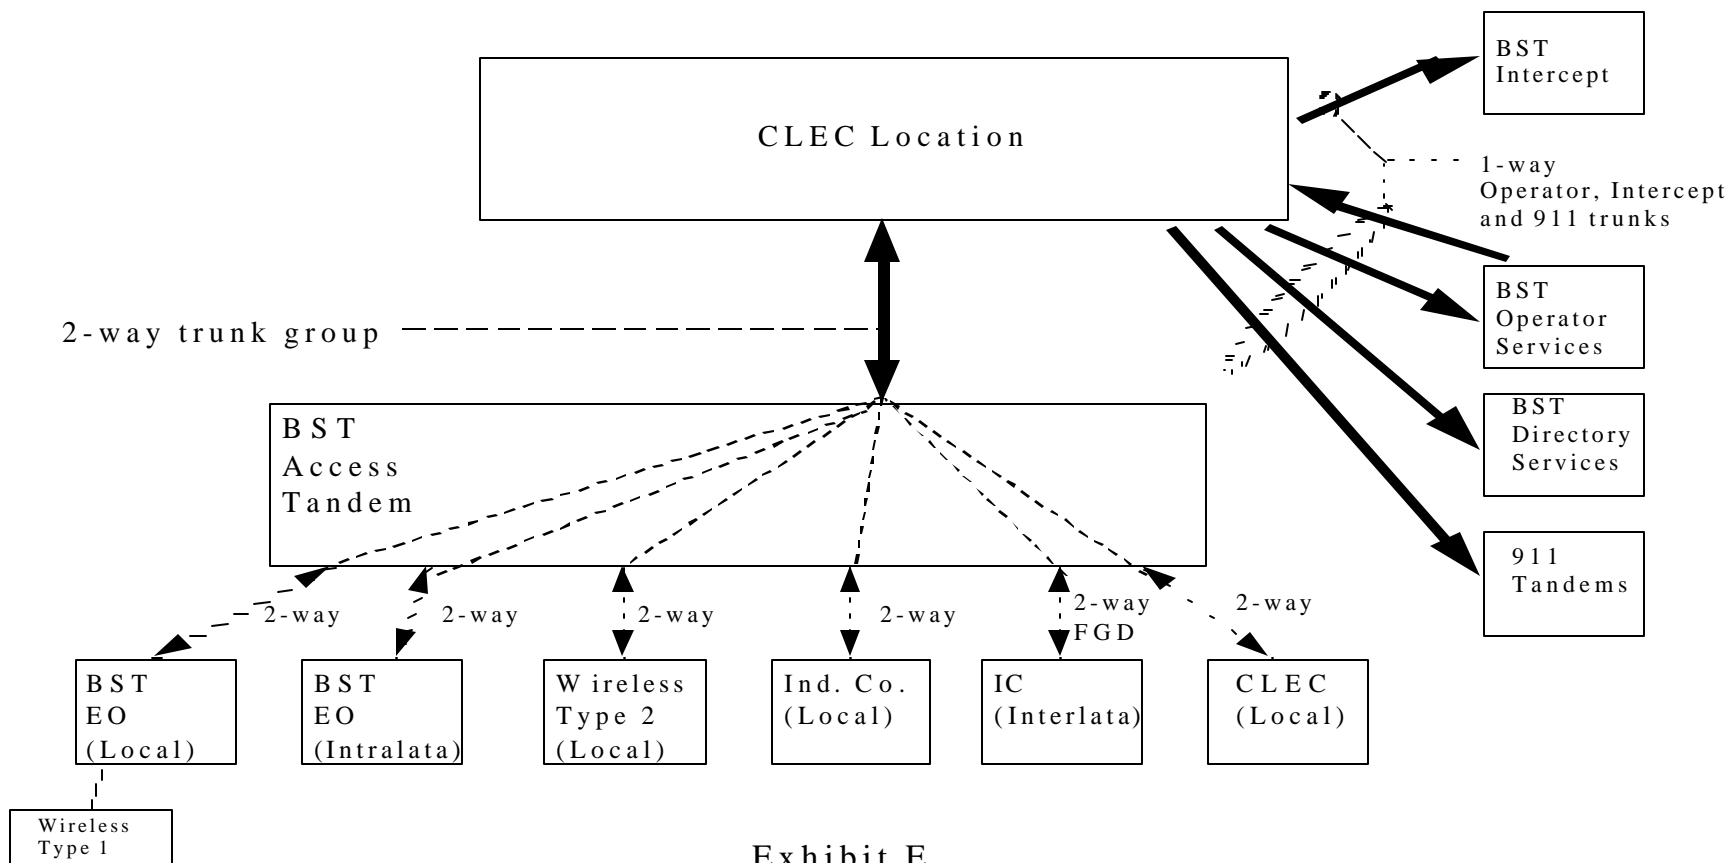 BST
Intercept
CLEC Location
1-way
Operator, Intercept
and 911 trunks
BST
Operator
Services
2-way trunk group
BST
Directory
Services
BST
Access
Tandem
911
Tandems
2-way
2-way
2-way
2-way
2-way
FGD
2-way
BST
EO
(Local)
BST
EO
(Intralata)
Wireless
Type 2
(Local)
Ind. Co.
(Local)
IC
(Interlata)
CLEC
(Local)
Wireless
Type 1
Exhibit E